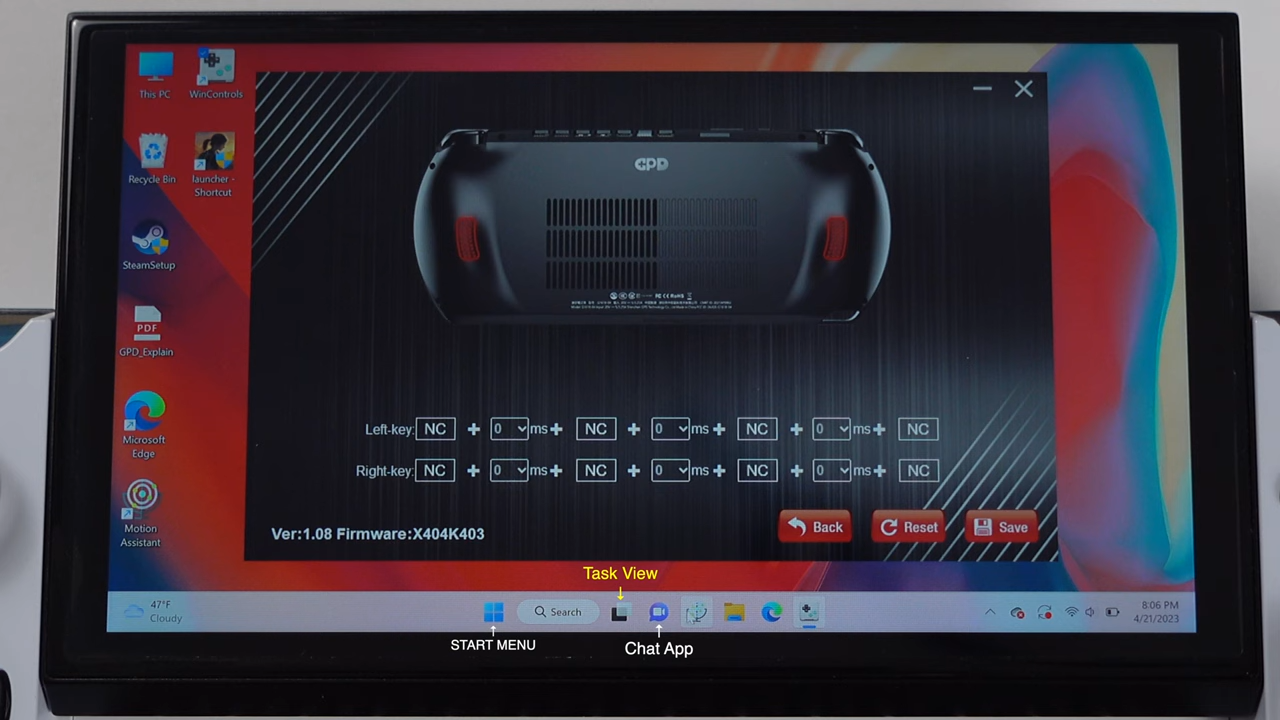 This PC
WinControls
Recycle Bin
launcher -
Shortcut
SteamSetup
PDF
GPD_Explain
Microsoft
Edge
Motion
Assistant
GPD
FC CE RoHS
Left-key: NC + 0 ms + NC + 0 ms + NC + 0 ms + NC
Right-key: NC + 0 ms + NC + 0 ms + NC + 0 ms + NC
Ver:1.08 Firmware:X404K403
Back
Reset
Save
Task View
47°F
Cloudy
Search
8:06 PM
4/21/2023
START MENU
Chat App